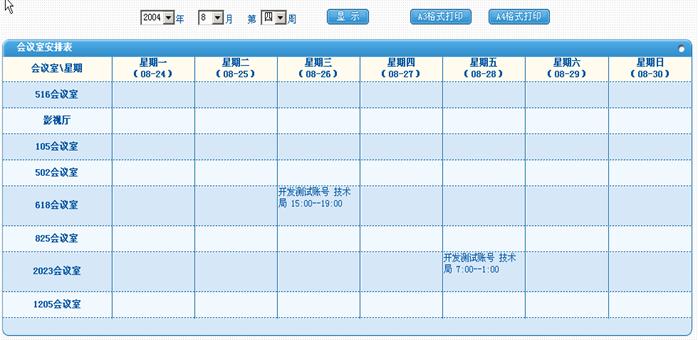 2004 年 8 月 第 四 周 显 示 A3格式打印 A4格式打印
会议室安排表
会议室\星期 星期一 星期二 星期三 星期四 星期五 星期六 星期日
(08-24) (08-25) (08-26) (08-27) (08-28) (08-29) (08-30)
516会议室
影视厅
105会议室
502会议室
开发测试账号 技术
618会议室 局 15:00--19:00
825会议室
开发测试账号 技术
2023会议室 局 7:00--1:00
1205会议室